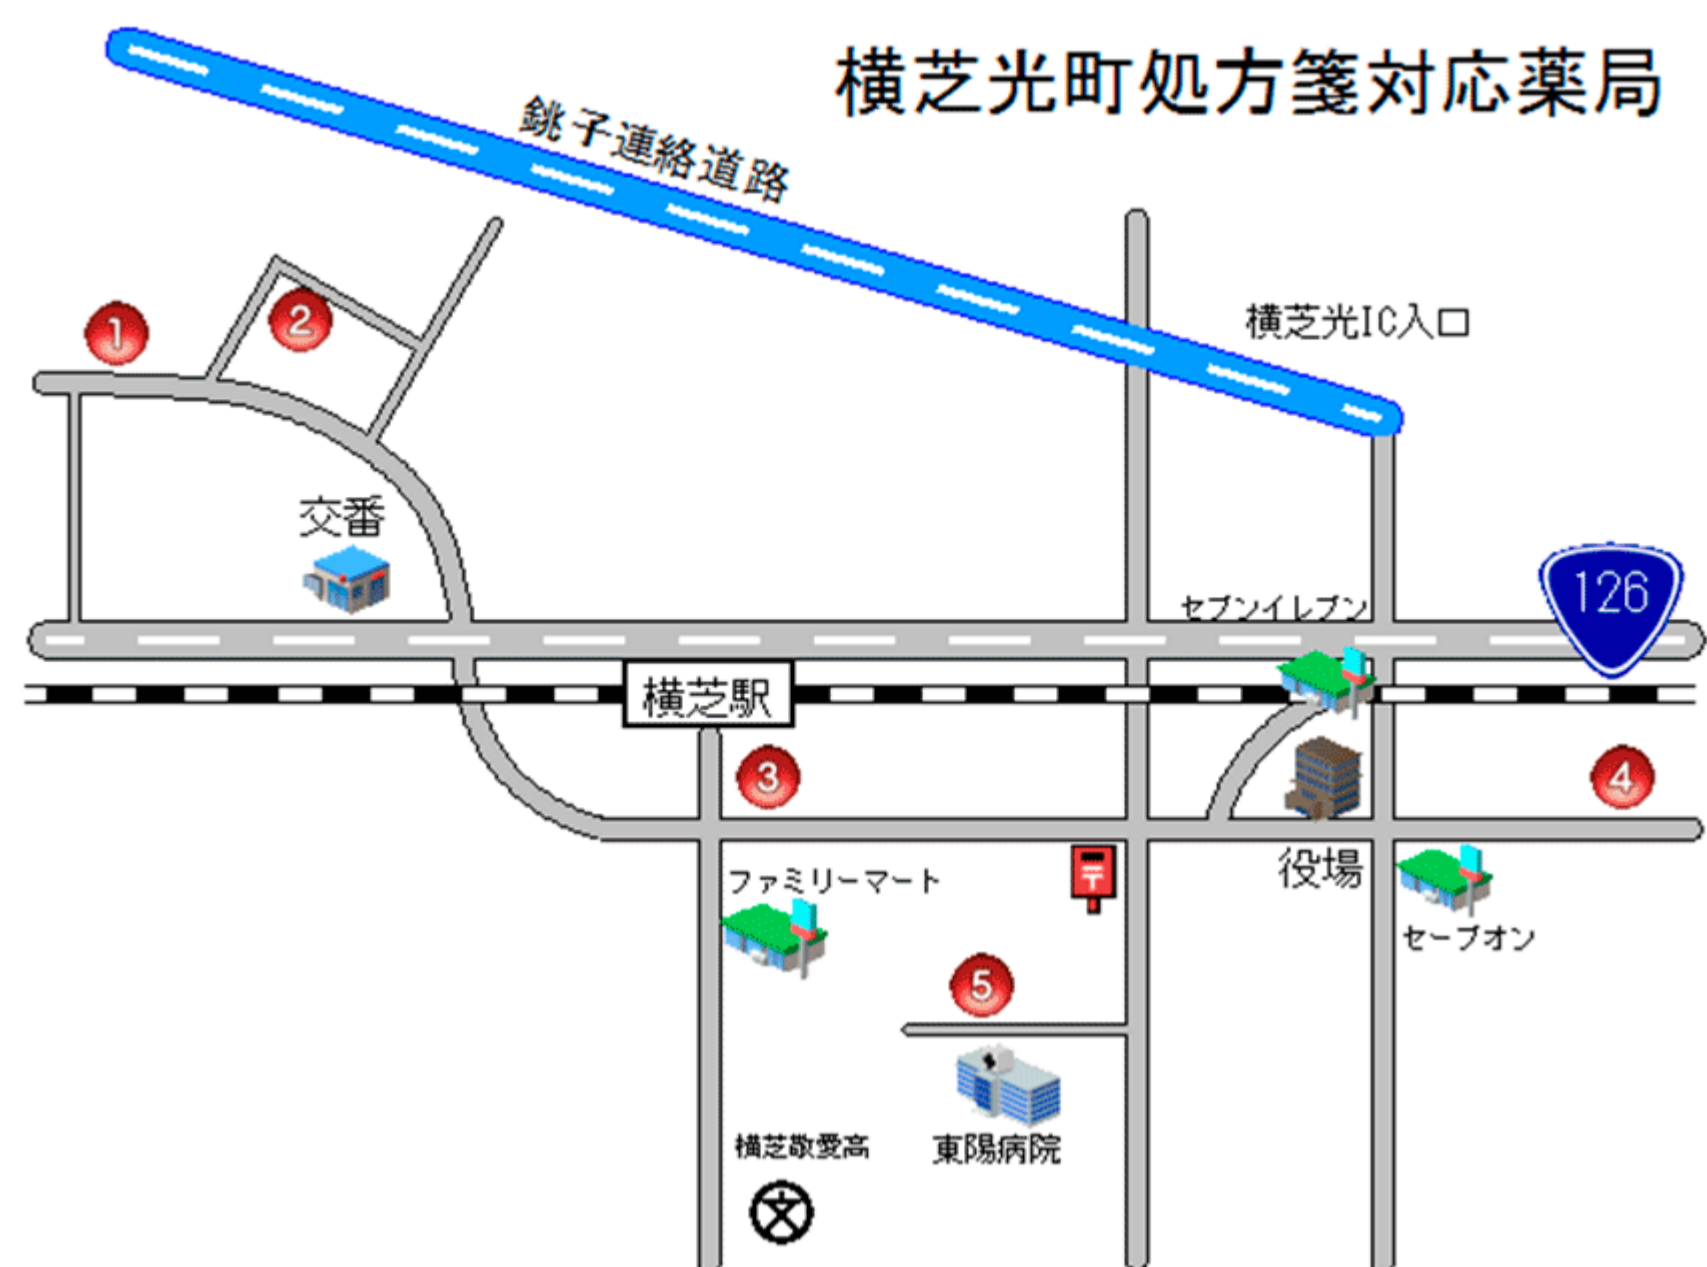 横芝光町処方箋対応薬局
銚子連絡道路
横芝光IC入口
1
2
交番
セブンイレブン
126
横芝駅
3
4
ファミリーマート
〒
役場
セーブオン
5
横芝敬愛高
東陽病院
文